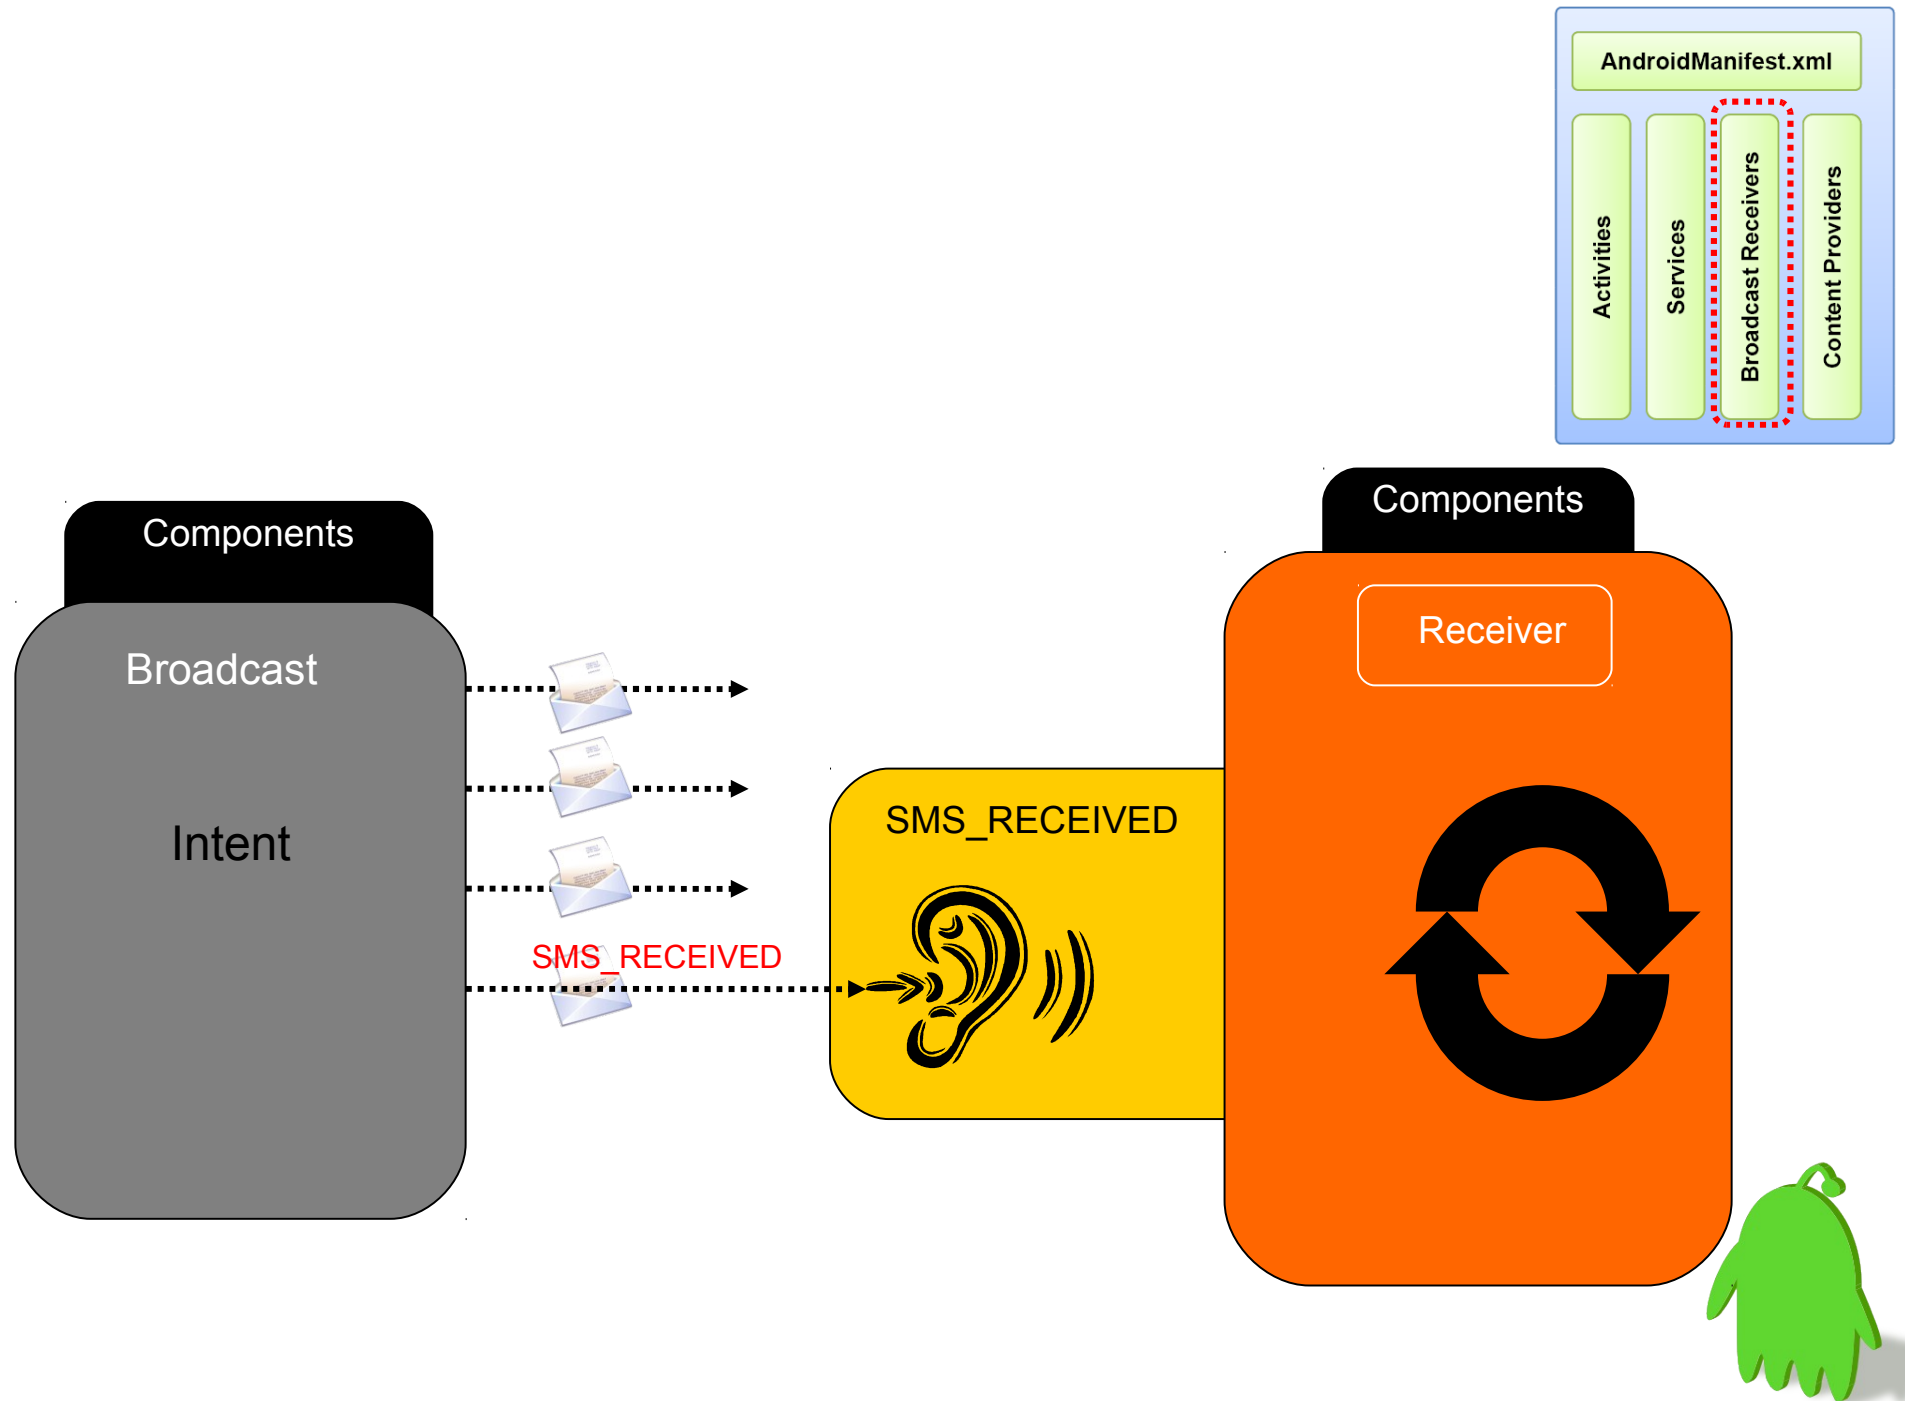 AndroidManifest.xml
Activities
Services
Broadcast Receivers
Content Providers
Components
Components
Broadcast
Receiver
Intent
SMS_RECEIVED
SMS_RECEIVED